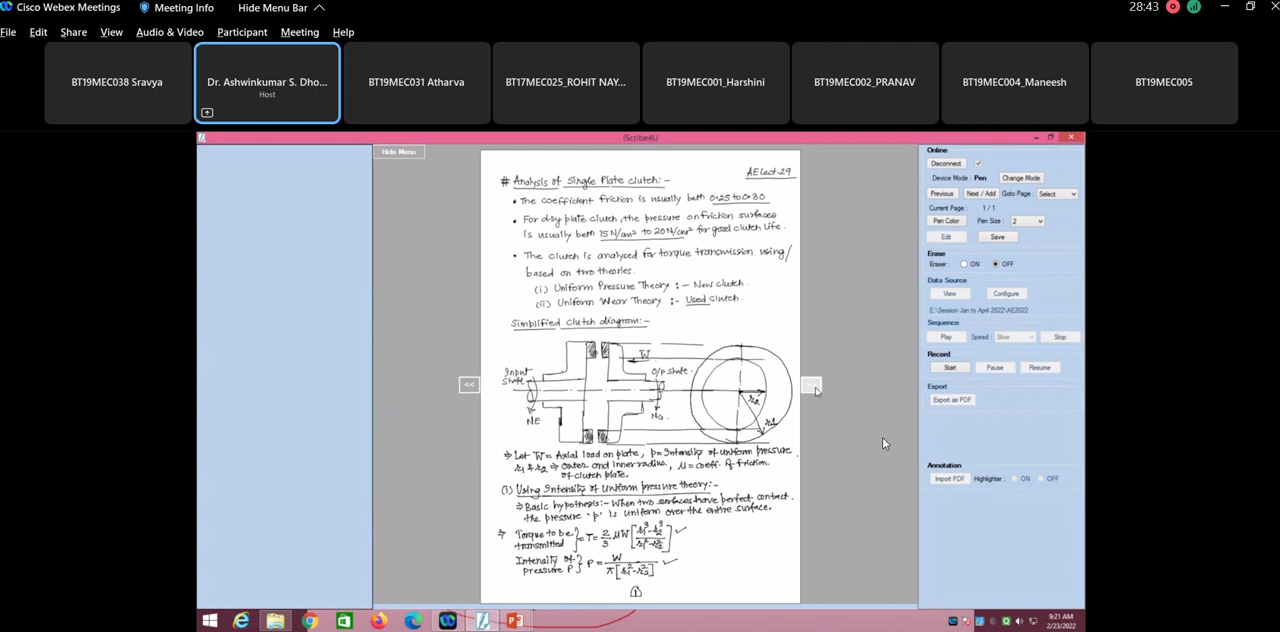 Cisco Webex Meetings
Meeting Info
Hide Menu Bar
28:43
File Edit Share View Audio & Video Participant Meeting Help
BT19MEC038 Sravya
Dr. Ashwinkumar S. Dho...
Host
BT19MEC031 Atharva
BT17MEC025_ROHIT NAY...
BT19MEC001_Harshini
BT19MEC002_PRANAV
BT19MEC004_Maneesh
BT19MEC005
iScribe4U
Hide Menu
AELect.29
# Analysis of Single Plate clutch:-
• The coefficient friction is usually betn 0.25 to 0.30
• For dry plate clutch, the pressure on friction surfaces
is usually betn 15N/cm² to 20N/cm² for good clutch life.
• The clutch is analysed for torque transmission using/
based on two theories.
(i) Uniform Pressure Theory :- New clutch.
(ii) Uniform Wear Theory :- Used clutch.
Simplified clutch diagram:-
Input
shaft
W
O/P shaft.
NE
No.
r2
r1
<<
⇒ Let W = Axial load on plate, p = Intensity of uniform pressure
r1 & r2 ⇒ outer and inner radius, μ = coeff. of friction
of clutch plate.
(i) Using Intensity of Uniform pressure theory:-
⇒ Basic hypothesis:- When two surfaces have perfect contact.
the pressure 'p' is uniform over the entire surface.
⇒ Torque to be
transmitted } = T = 2/3 μW [r1³-r2³ / r1²-r2²] ✓
Intensity of
pressure P } P = W / π[r1²-r2²] ✓
1
Online
Disconnect
Device Mode : Pen
Change Mode
Previous
Next / Add
Goto Page :
Select
Current Page : 1 / 1
Pen Color
Pen Size :
2
Edit
Save
Erase
Eraser : ON OFF
Data Source
View
Configure
E:\Session Jan to April 2022\AE2022
Sequence
Play
Speed :
Slow
Stop
Record
Start
Pause
Resume
Export
Export as PDF
Annotation
Import PDF
Highlighter : ON OFF
9:21 AM
2/23/2022